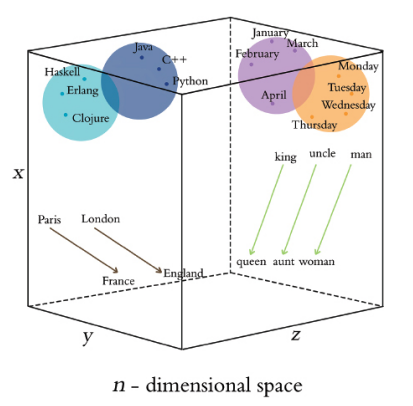 Java
C++
Python
Haskell
Erlang
Clojure
January
February
March
April
Monday
Tuesday
Wednesday
Thursday
x
Paris
London
France
England
king
uncle
man
queen
aunt
woman
y
z
n - dimensional space